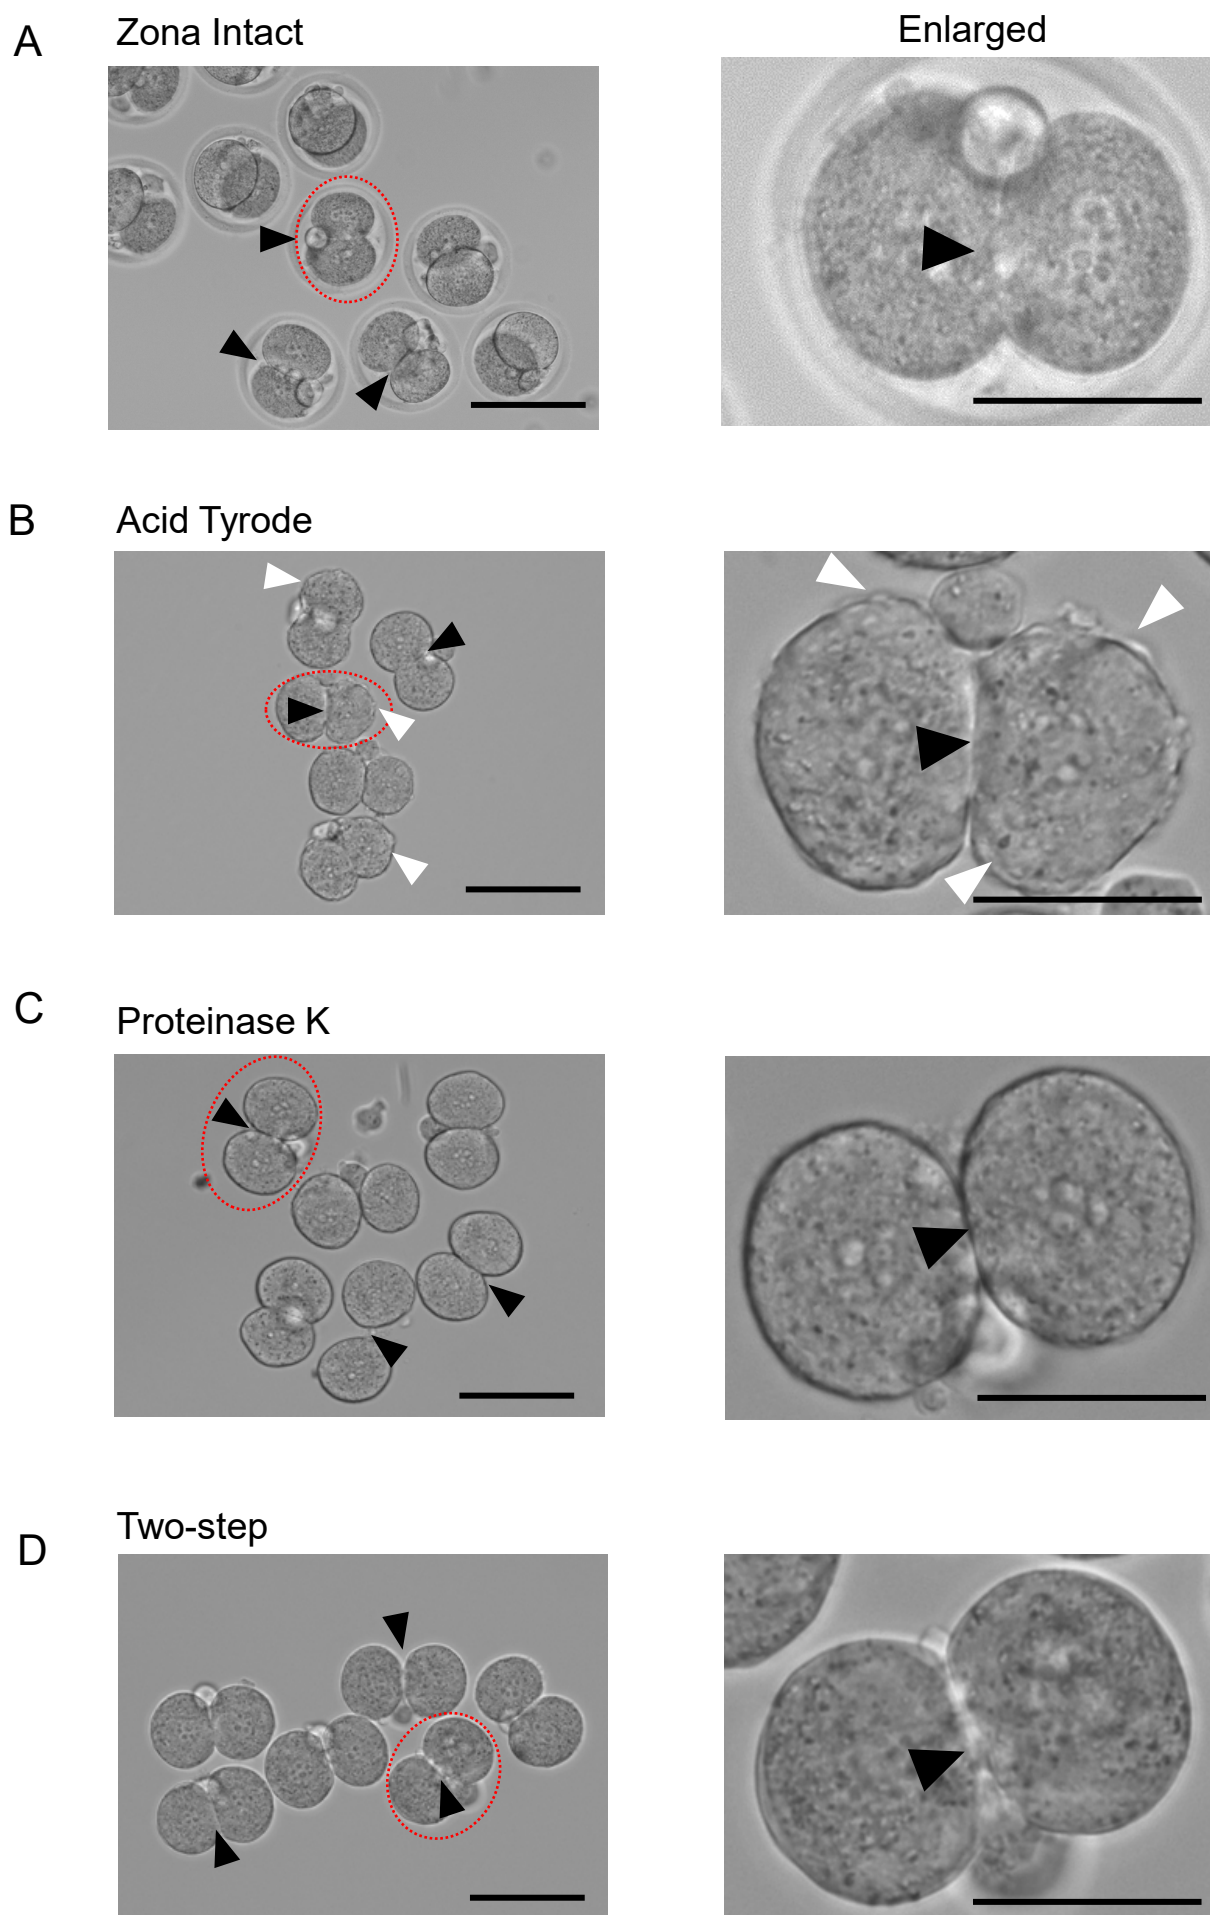 A
Zona Intact
Enlarged
B
Acid Tyrode
C
Proteinase K
D
Two-step